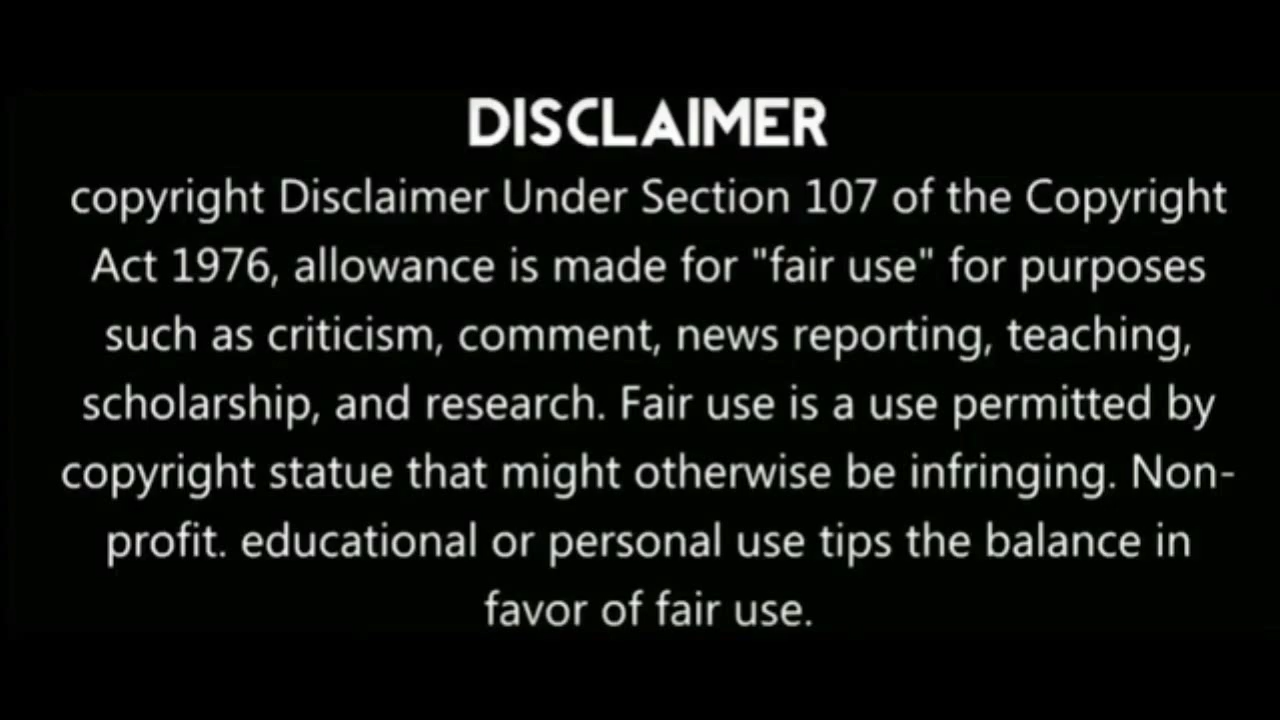 DISCLAIMER
copyright Disclaimer Under Section 107 of the Copyright
Act 1976, allowance is made for "fair use" for purposes
such as criticism, comment, news reporting, teaching,
scholarship, and research. Fair use is a use permitted by
copyright statue that might otherwise be infringing. Non-
profit. educational or personal use tips the balance in
favor of fair use.